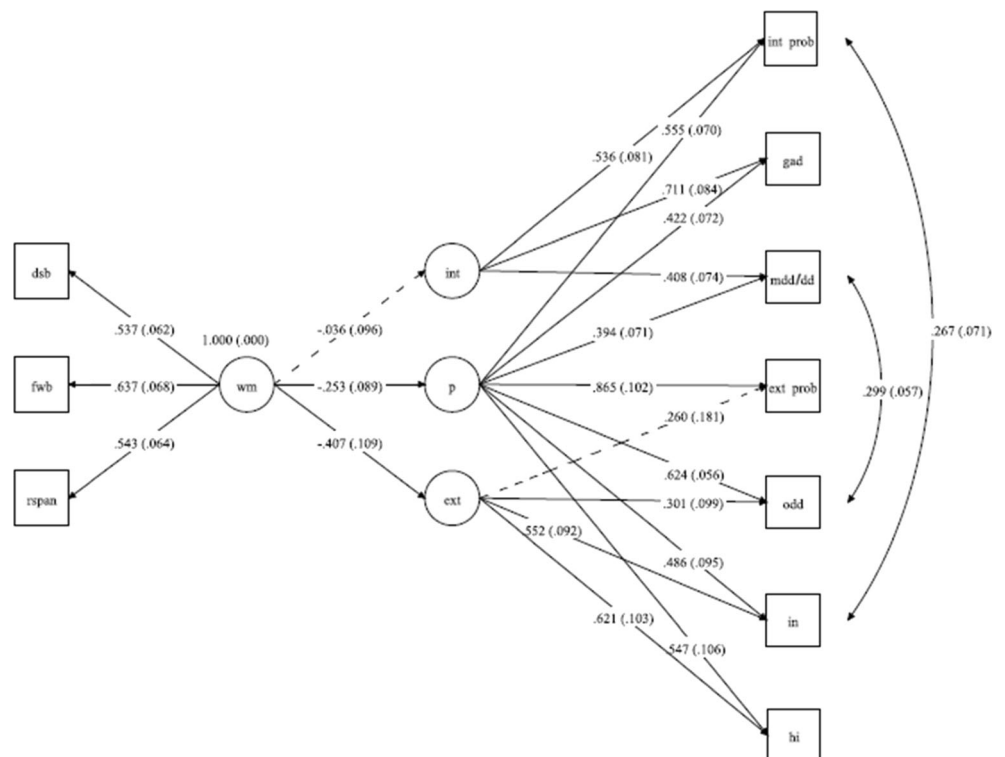 int prob
.555 (.070)
.536 (.081)
gad
.711 (.084)
.422 (.072)
dsb
int
.408 (.074)
mdd/dd
.537 (.062)
1.000 (.000)
-.036 (.096)
.394 (.071)
.267 (.071)
fwb
.637 (.068)
wm
-.253 (.089)
p
.865 (.102)
ext prob
.299 (.057)
.260 (.181)
.543 (.064)
-.407 (.109)
.624 (.056)
rspan
ext
.301 (.099)
odd
.552 (.092)
.486 (.095)
.621 (.103)
in
.547 (.106)
hi